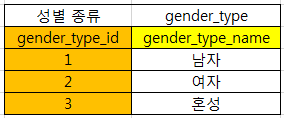 성별 종류 gender_type
gender_type_id gender_type_name
1 남자
2 여자
3 혼성